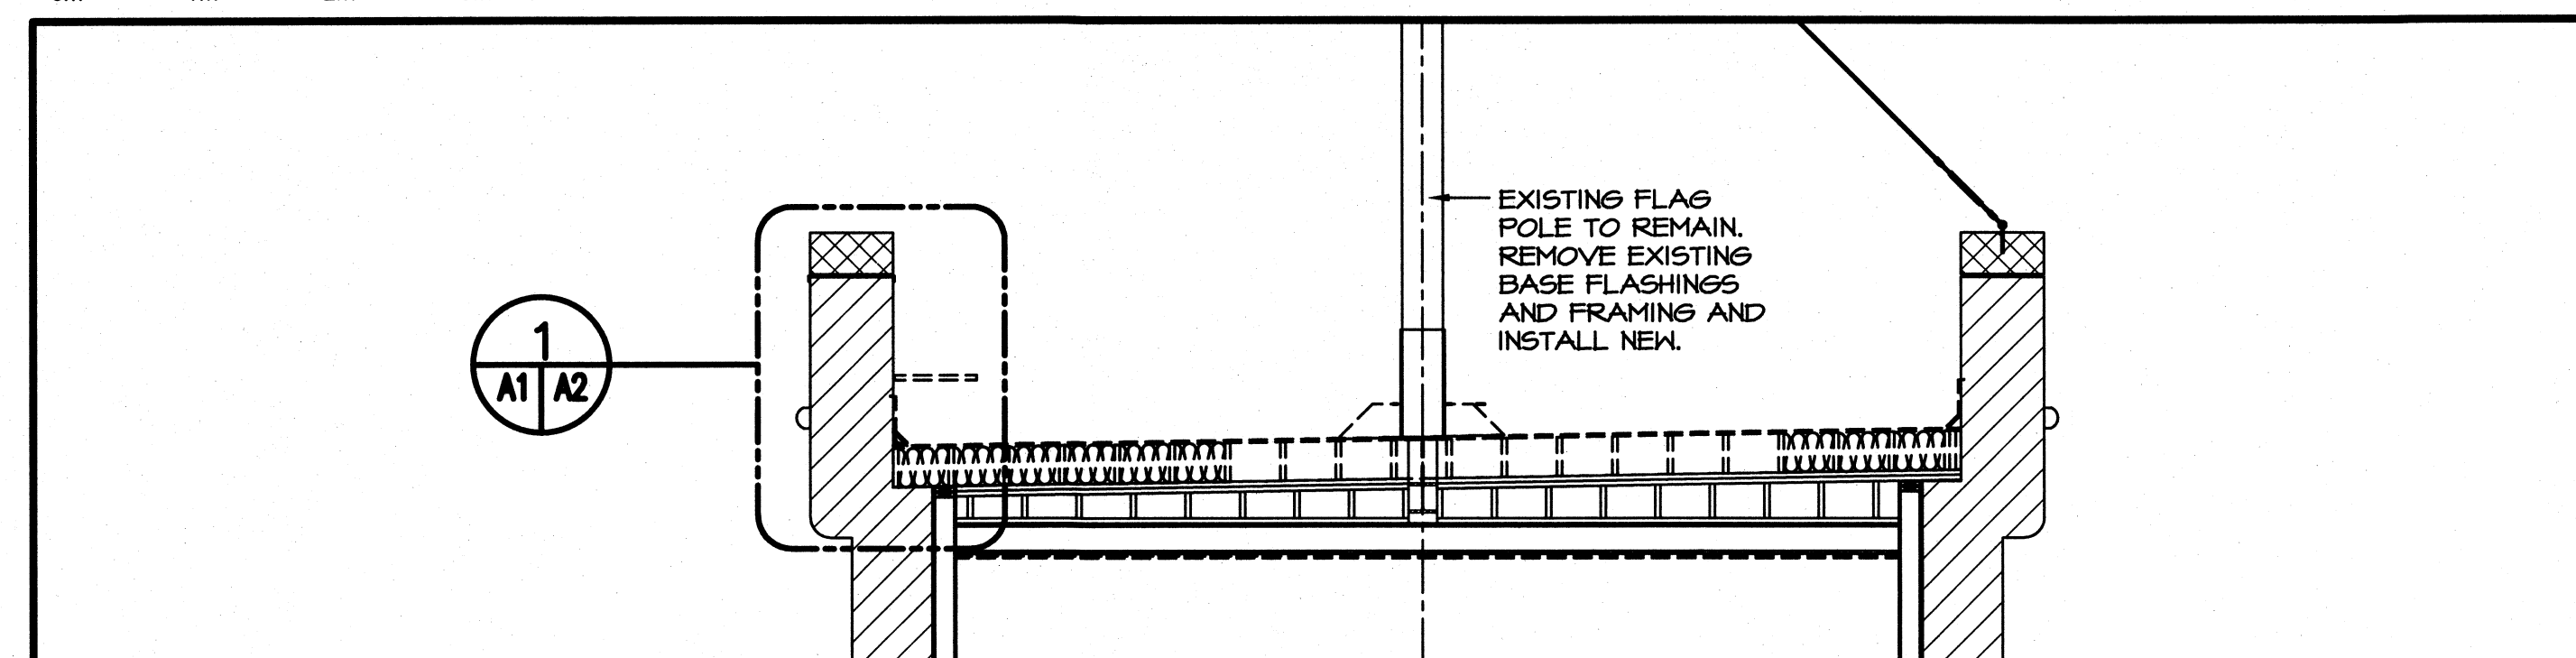 EXISTING FLAG
POLE TO REMAIN.
REMOVE EXISTING
BASE FLASHINGS
AND FRAMING AND
INSTALL NEW.
1
A1 A2